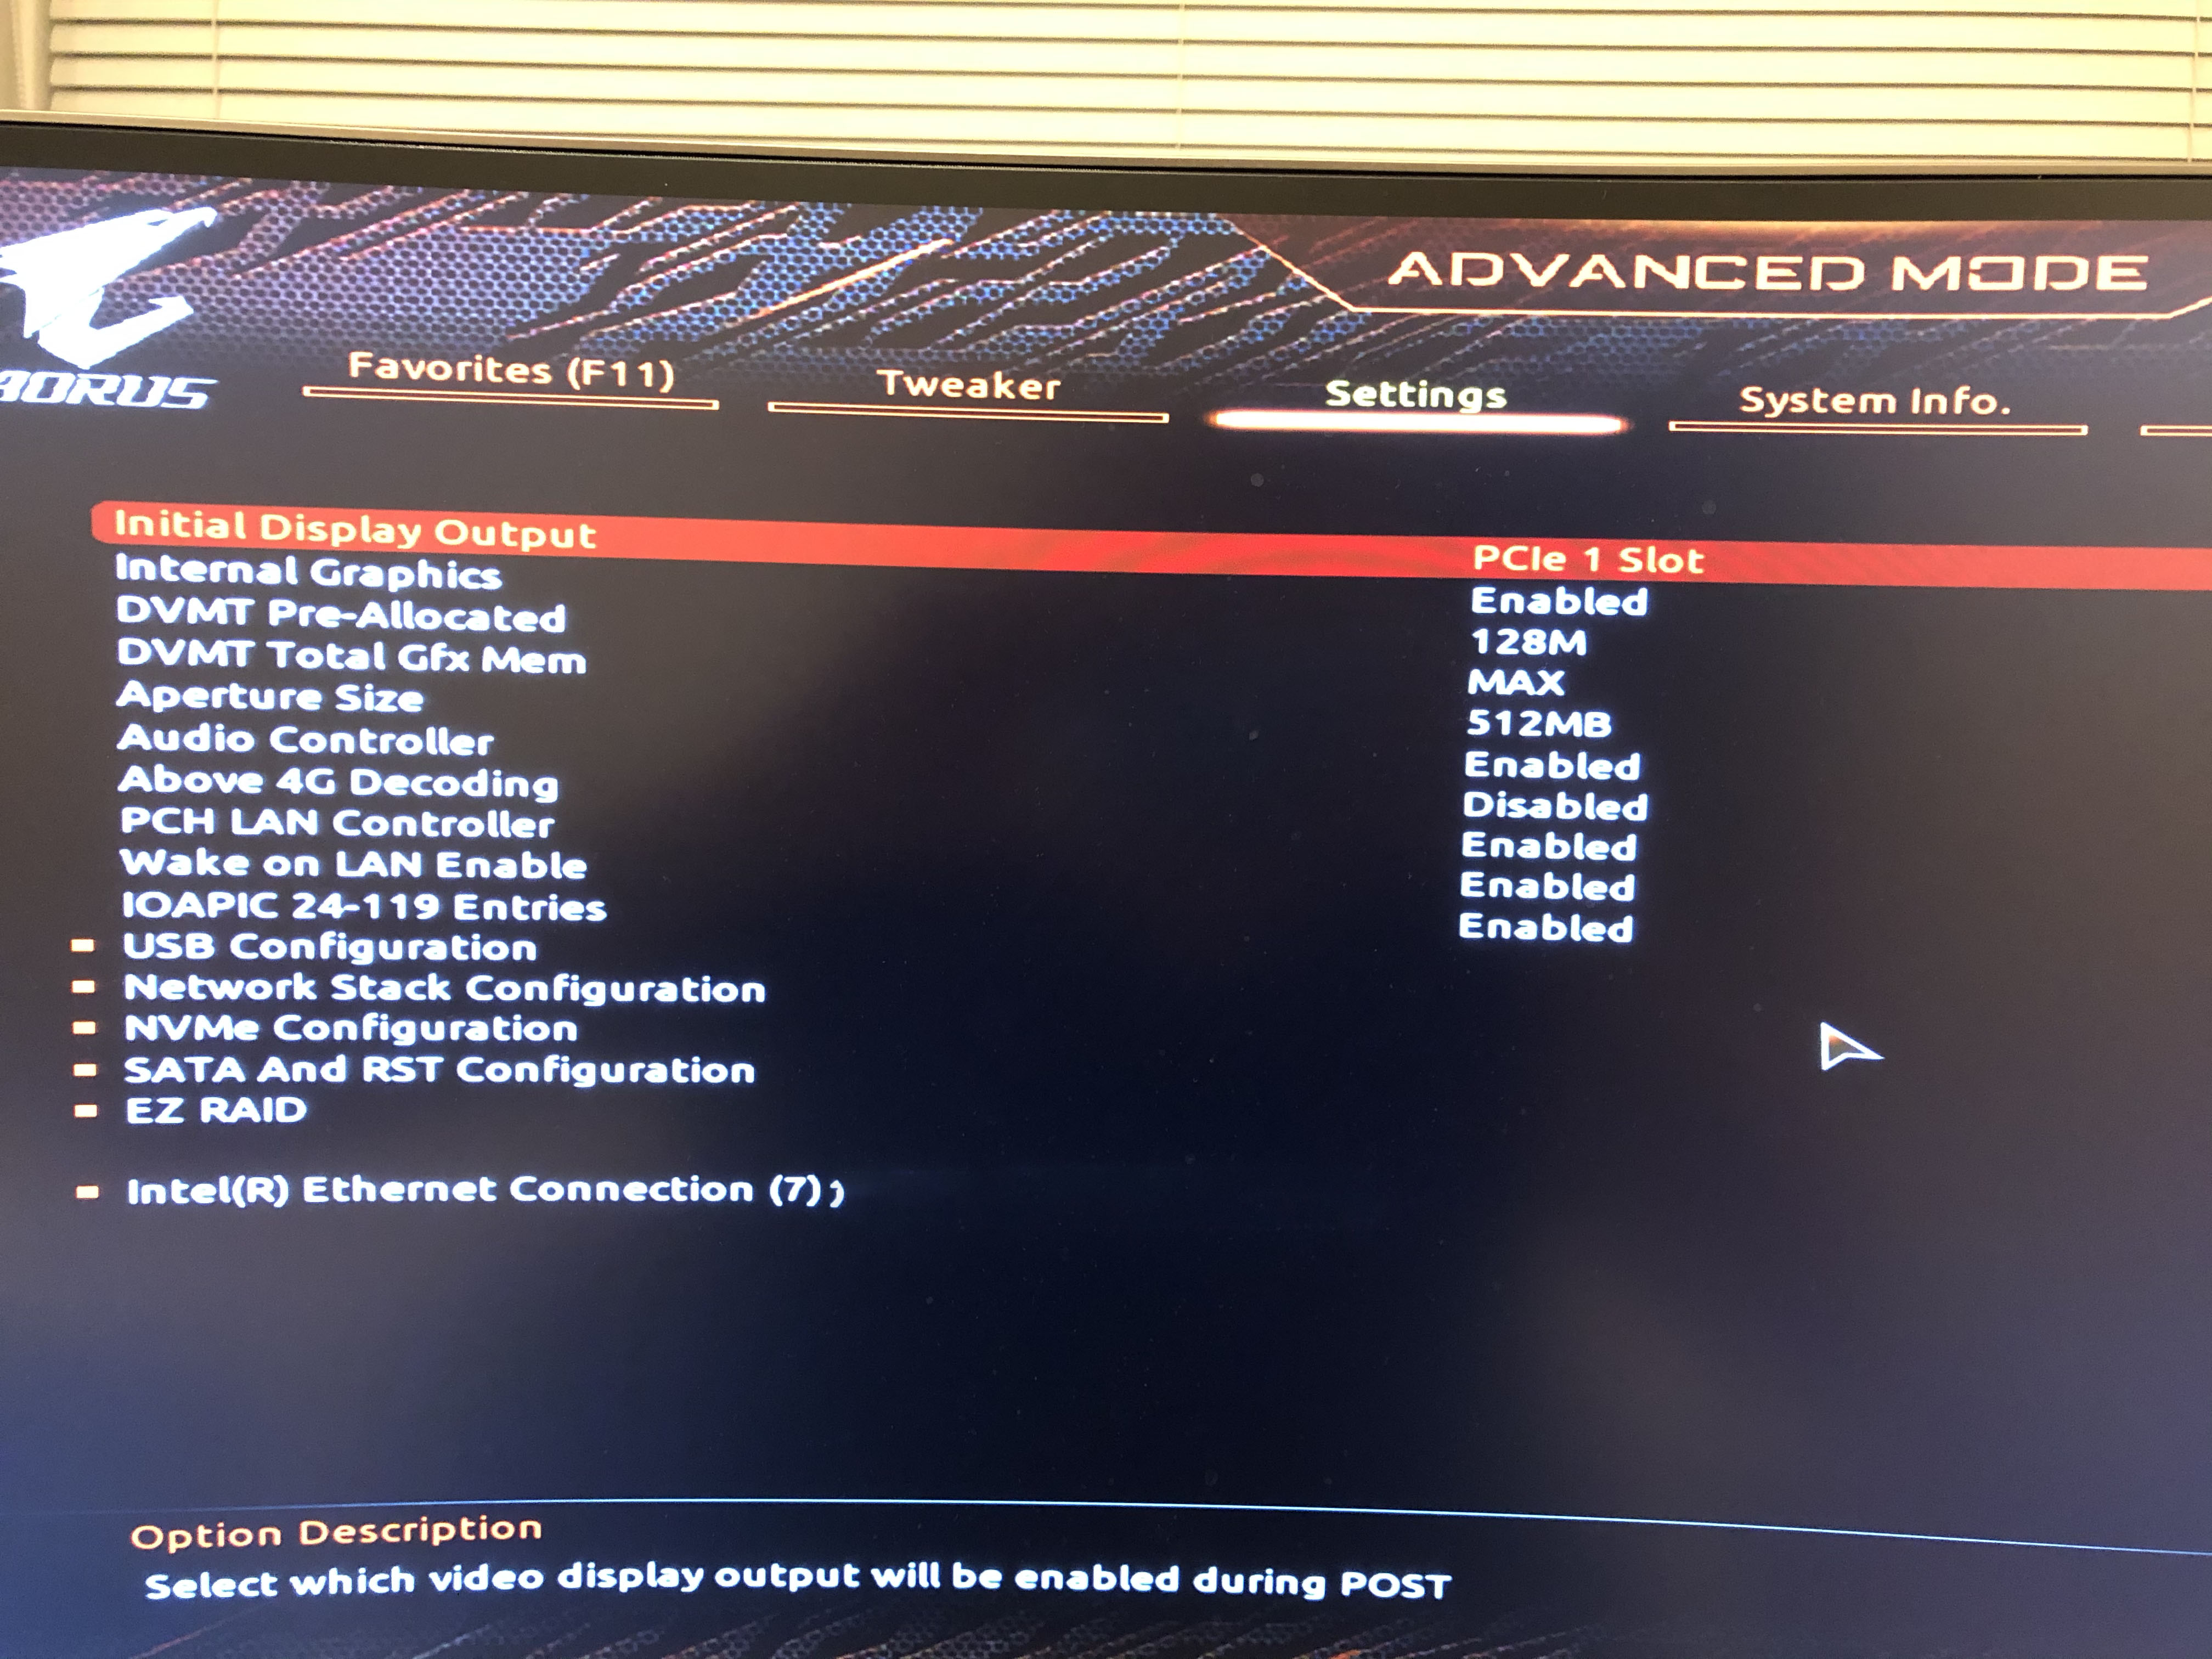 ADVANCED MODE
AORUS
Favorites (F11)
Tweaker
Settings
System Info.
Initial Display Output PCIe 1 Slot
Internal Graphics Enabled
DVMT Pre-Allocated 128M
DVMT Total Gfx Mem MAX
Aperture Size 512MB
Audio Controller Enabled
Above 4G Decoding Disabled
PCH LAN Controller Enabled
Wake on LAN Enable Enabled
IOAPIC 24-119 Entries Enabled
USB Configuration
Network Stack Configuration
NVMe Configuration
SATA And RST Configuration
EZ RAID
Intel(R) Ethernet Connection (7)
Option Description
Select which video display output will be enabled during POST